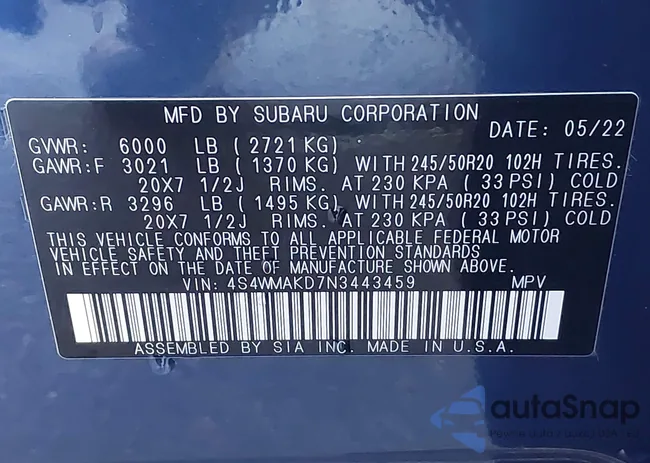 MFD BY SUBARU CORPORATION
DATE: 05/22
GVWR: 6000 LB ( 2721 KG)
GAWR:F 3021 LB ( 1370 KG) WITH 245/50R20 102H TIRES.
20X7 1/2J RIMS. AT 230 KPA ( 33 PSI) COLD
GAWR:R 3296 LB ( 1495 KG) WITH 245/50R20 102H TIRES.
20X7 1/2J RIMS. AT 230 KPA ( 33 PSI) COLD
THIS VEHICLE CONFORMS TO ALL APPLICABLE FEDERAL MOTOR
VEHICLE SAFETY AND THEFT PREVENTION STANDARDS
IN EFFECT ON THE DATE OF MANUFACTURE SHOWN ABOVE.
VIN: 4S4WMAKD7N3443459 MPV
ASSEMBLED BY SIA INC. MADE IN U.S.A.
autoSnap